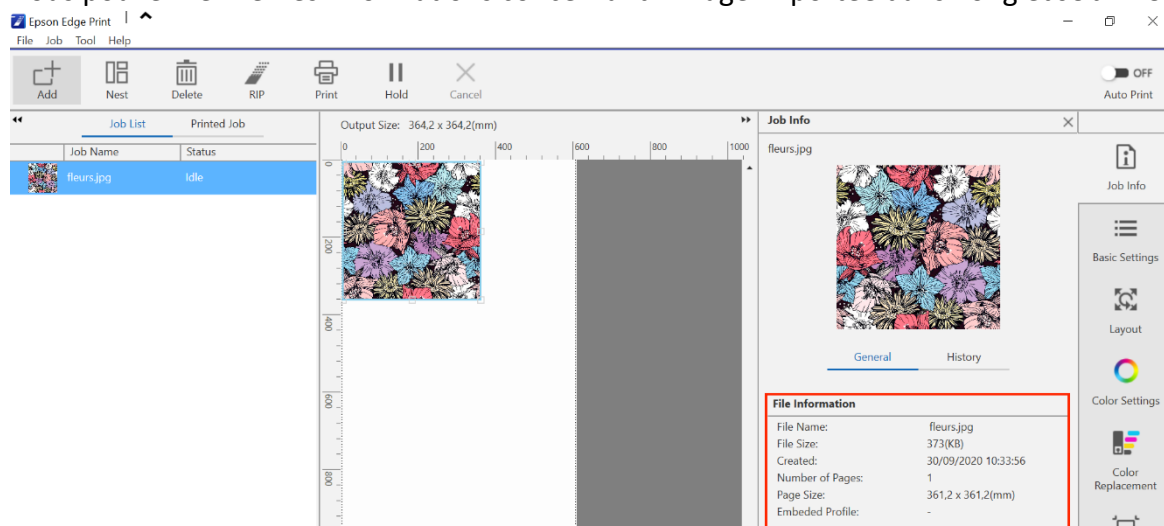 Epson Edge Print
File Job Tool Help
Add Nest Delete RIP Print Hold Cancel
OFF
Auto Print
Job List Printed Job
Job Name Status
fleurs.jpg Idle
Output Size: 364,2 x 364,2(mm)
0 200 400 600 800 1000
0
200
400
600
800
Job Info
fleurs.jpg
General History
File Information
File Name: fleurs.jpg
File Size: 373(KB)
Created: 30/09/2020 10:33:56
Number of Pages: 1
Page Size: 361,2 x 361,2(mm)
Embeded Profile: -
Job Info
Basic Settings
Layout
Color Settings
Color
Replacement